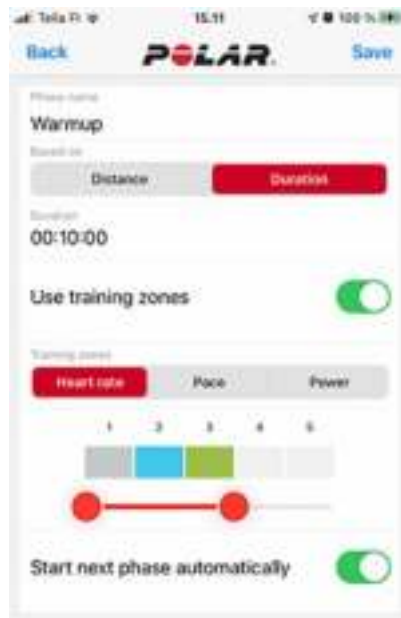 Telia FI 15.11 100 %
Back POLAR. Save
Phase name
Warmup
Based on
Distance Duration
Duration
00:10:00
Use training zones
Training zones
Heart rate Pace Power
1 2 3 4 5
Start next phase automatically